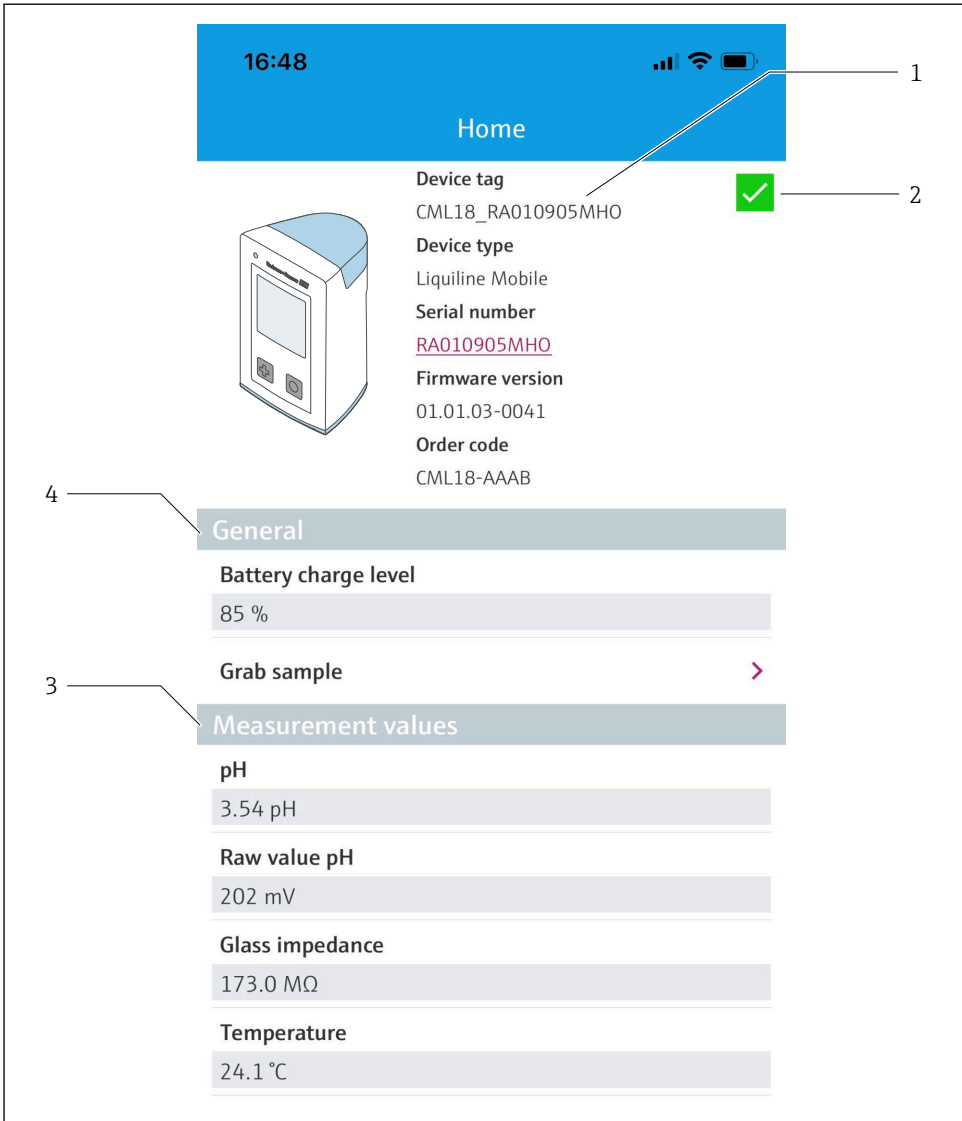 16:48
1
Home
Device tag
2
CML18_RA010905MHO
Device type
Liquiline Mobile
Serial number
RA010905MHO
Firmware version
01.01.03-0041
Order code
CML18-AAAB
4
General
Battery charge level
85 %
Grab sample
3
Measurement values
pH
3.54 pH
Raw value pH
202 mV
Glass impedance
173.0 MΩ
Temperature
24.1 °C